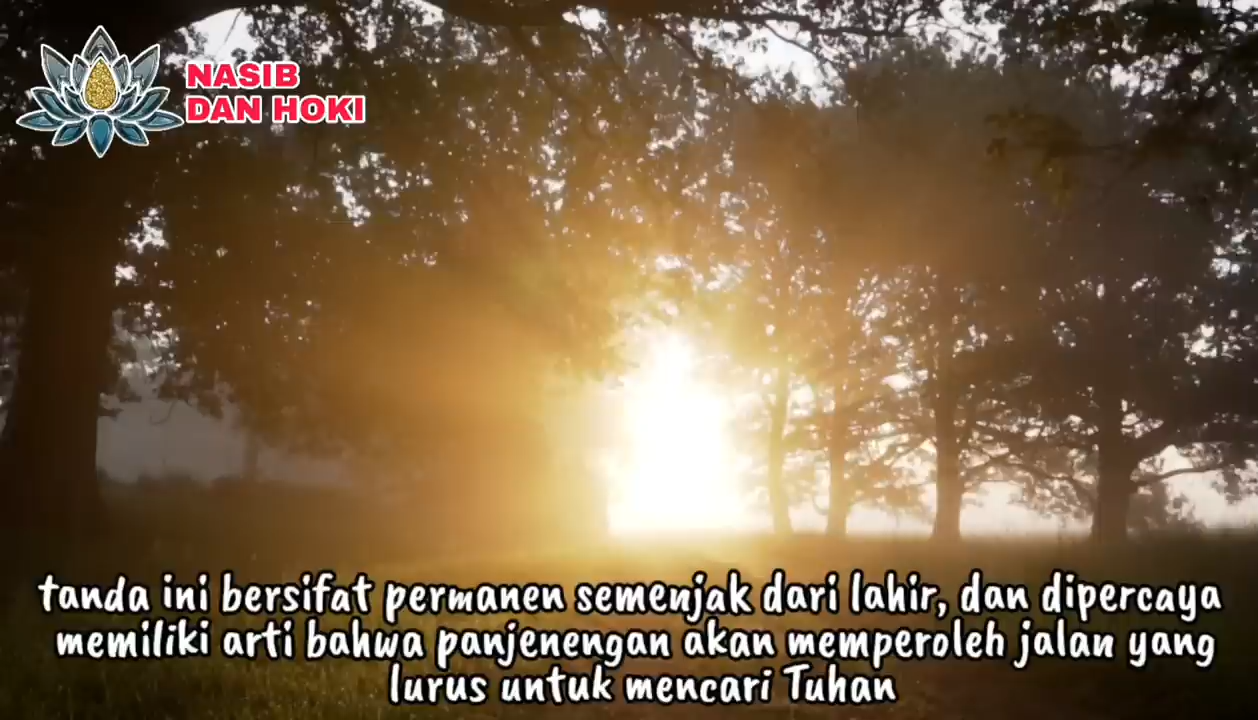 NASIB
DAN HOKI
tanda ini bersifat permanen semenjak dari lahir, dan dipercaya
memiliki arti bahwa panjenengan akan memperoleh jalan yang
lurus untuk mencari Tuhan